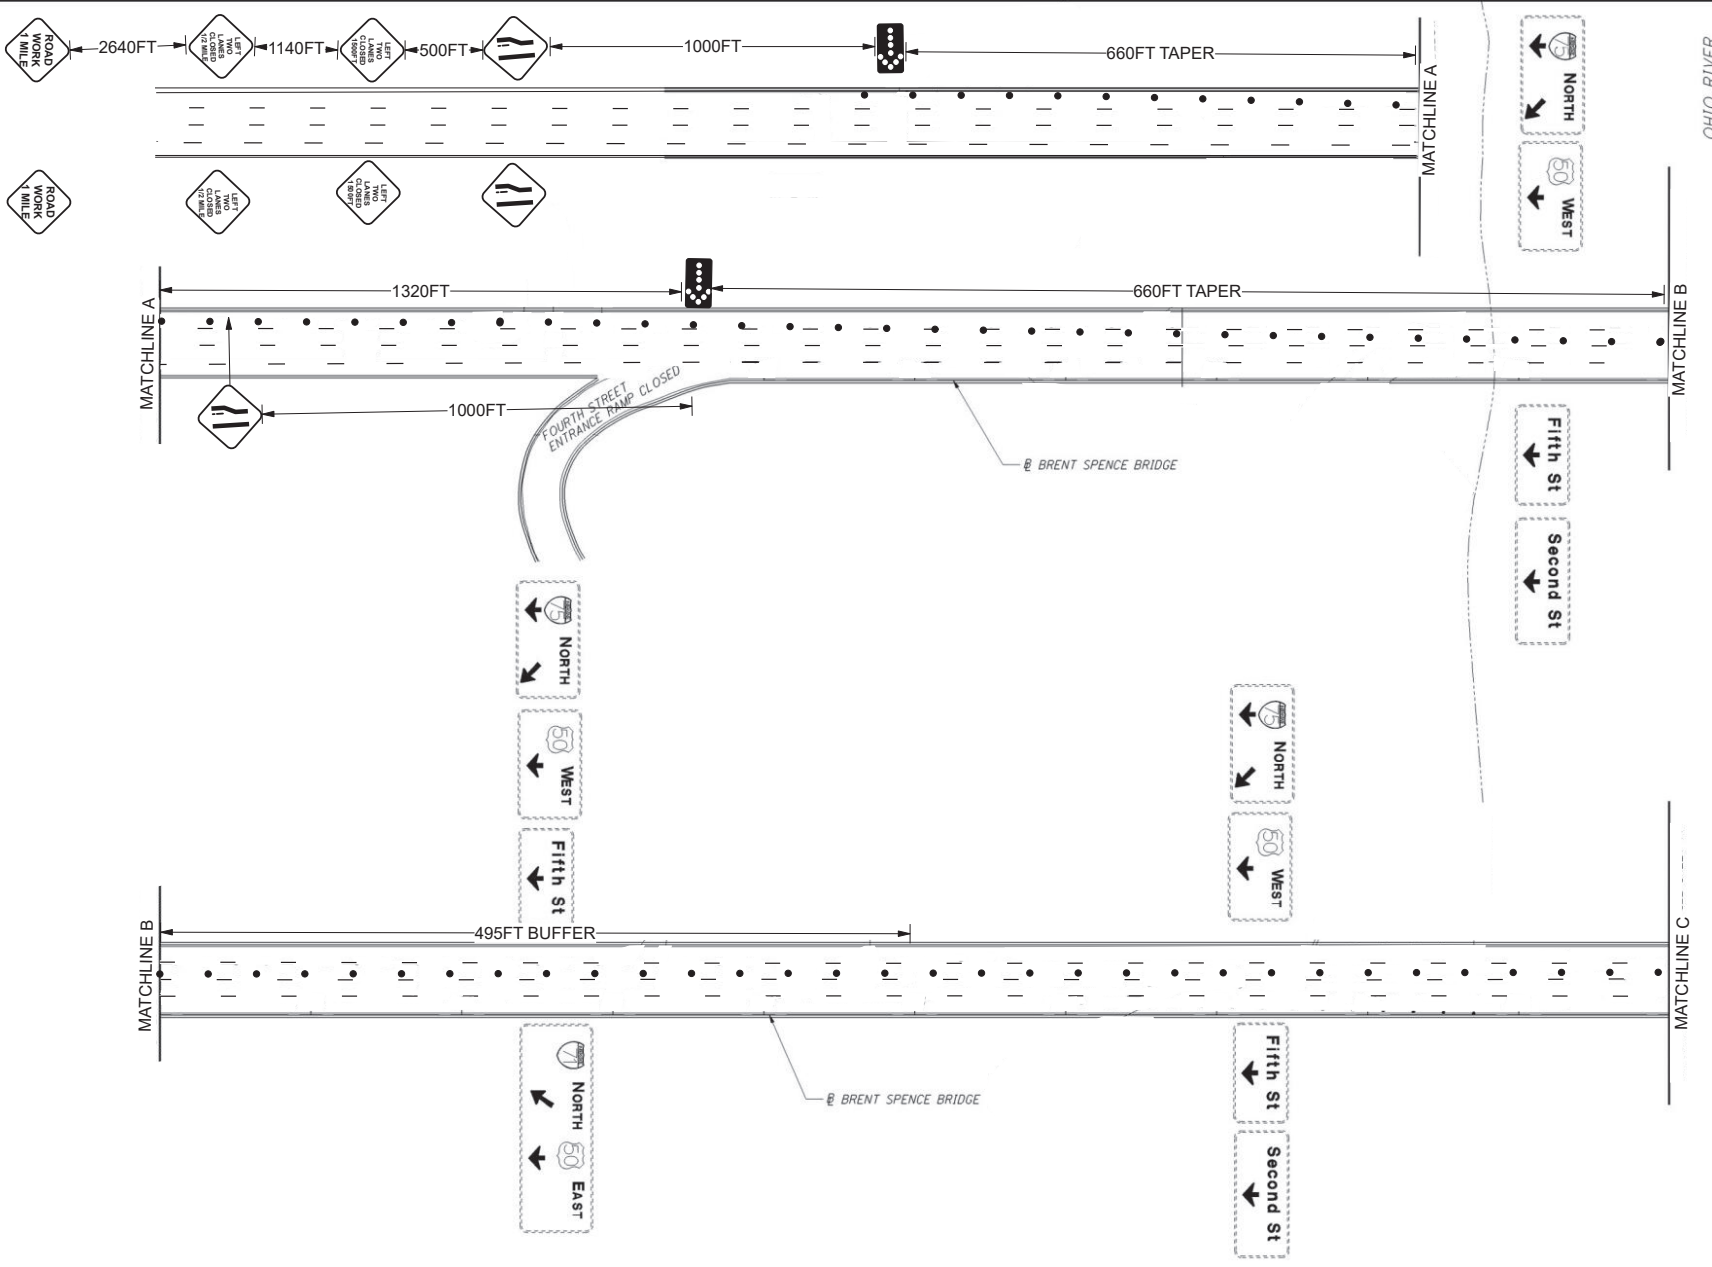 ROAD
WORK
1 MILE
2640FT
LEFT
TWO
LANES
CLOSED
1/2 MILE
1140FT
LEFT
TWO
LANES
CLOSED
1500FT
500FT
1000FT
660FT TAPER
MATCHLINE A
75
NORTH
50
WEST
OHIO RIVER
ROAD
WORK
1 MILE
LEFT
TWO
LANES
CLOSED
1/2 MILE
LEFT
TWO
LANES
CLOSED
1500FT
MATCHLINE A
1320FT
660FT TAPER
MATCHLINE B
1000FT
FOURTH STREET
ENTRANCE RAMP CLOSED
BRENT SPENCE BRIDGE
Fifth St
Second St
75
NORTH
50
WEST
Fifth St
75
NORTH
50
WEST
MATCHLINE B
495FT BUFFER
MATCHLINE C
BRENT SPENCE BRIDGE
71
NORTH
50
EAST
Fifth St
Second St